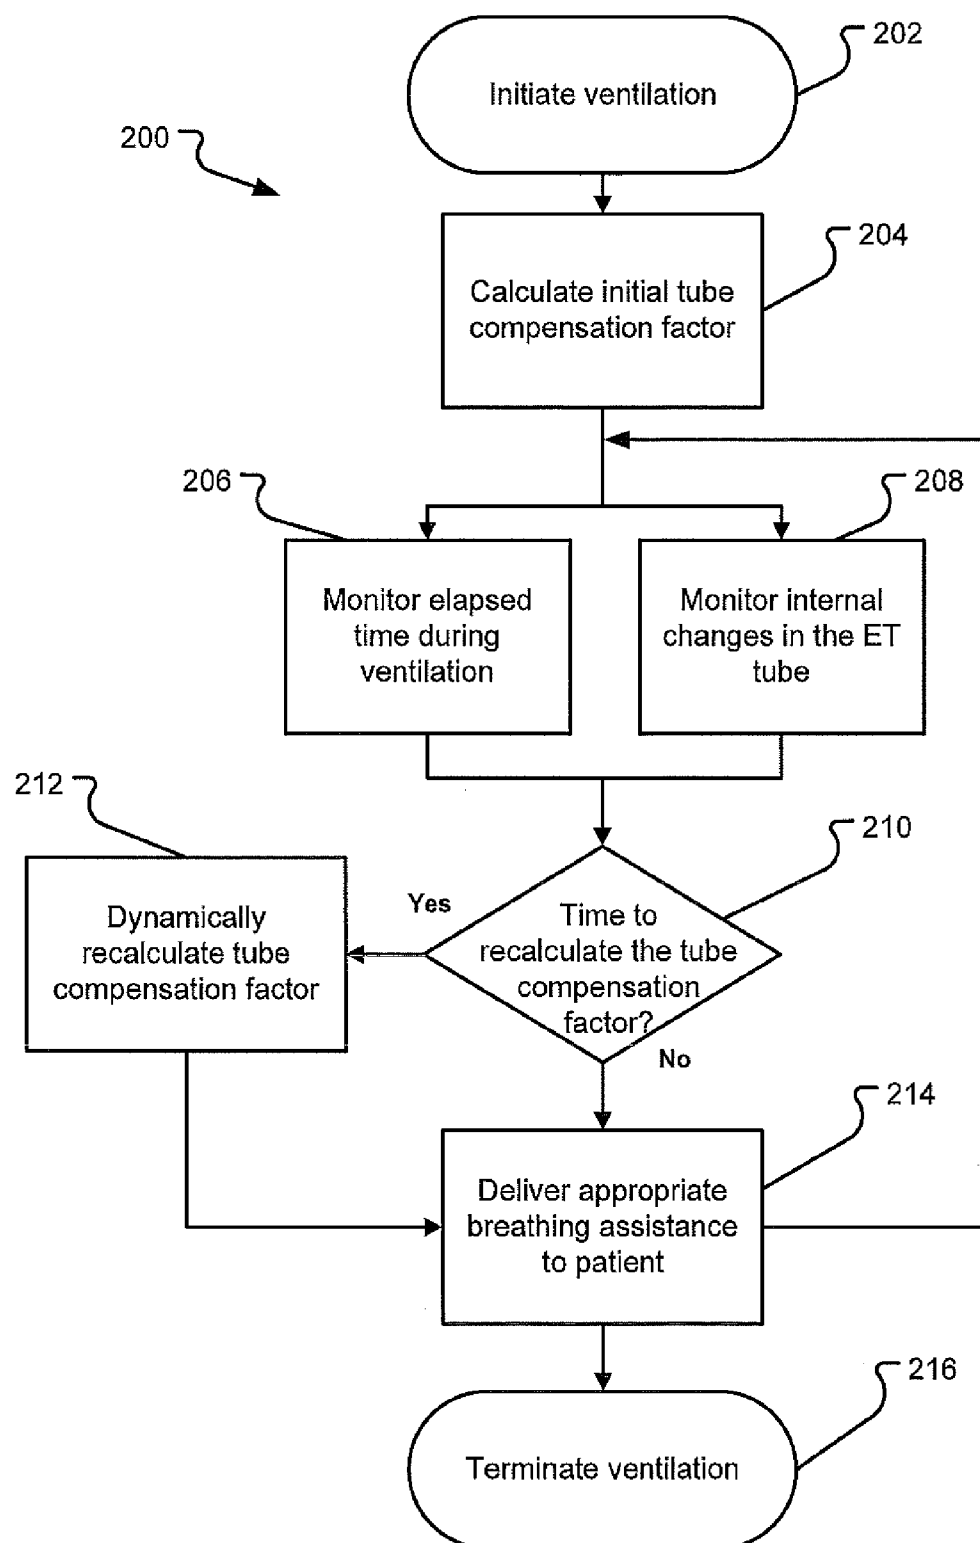 202
Initiate ventilation
200
204
Calculate initial tube
compensation factor
206
208
Monitor elapsed
time during
ventilation
Monitor internal
changes in the ET
tube
212
210
Yes
Time to
recalculate the tube
compensation
factor?
Dynamically
recalculate tube
compensation factor
No
214
Deliver appropriate
breathing assistance
to patient
216
Terminate ventilation